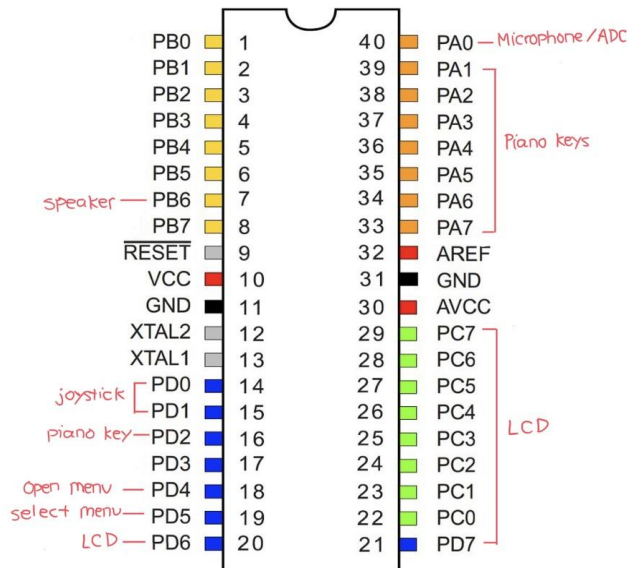 PB0 1 40 PA0 Microphone/ADC
PB1 2 39 PA1
PB2 3 38 PA2
PB3 4 37 PA3
PB4 5 36 PA4 Piano keys
PB5 6 35 PA5
speaker PB6 7 34 PA6
PB7 8 33 PA7
RESET 9 32 AREF
VCC 10 31 GND
GND 11 30 AVCC
XTAL2 12 29 PC7
XTAL1 13 28 PC6
joystick PD0 14 27 PC5
PD1 15 26 PC4
piano key PD2 16 25 PC3 LCD
PD3 17 24 PC2
Open menu PD4 18 23 PC1
select menu PD5 19 22 PC0
LCD PD6 20 21 PD7